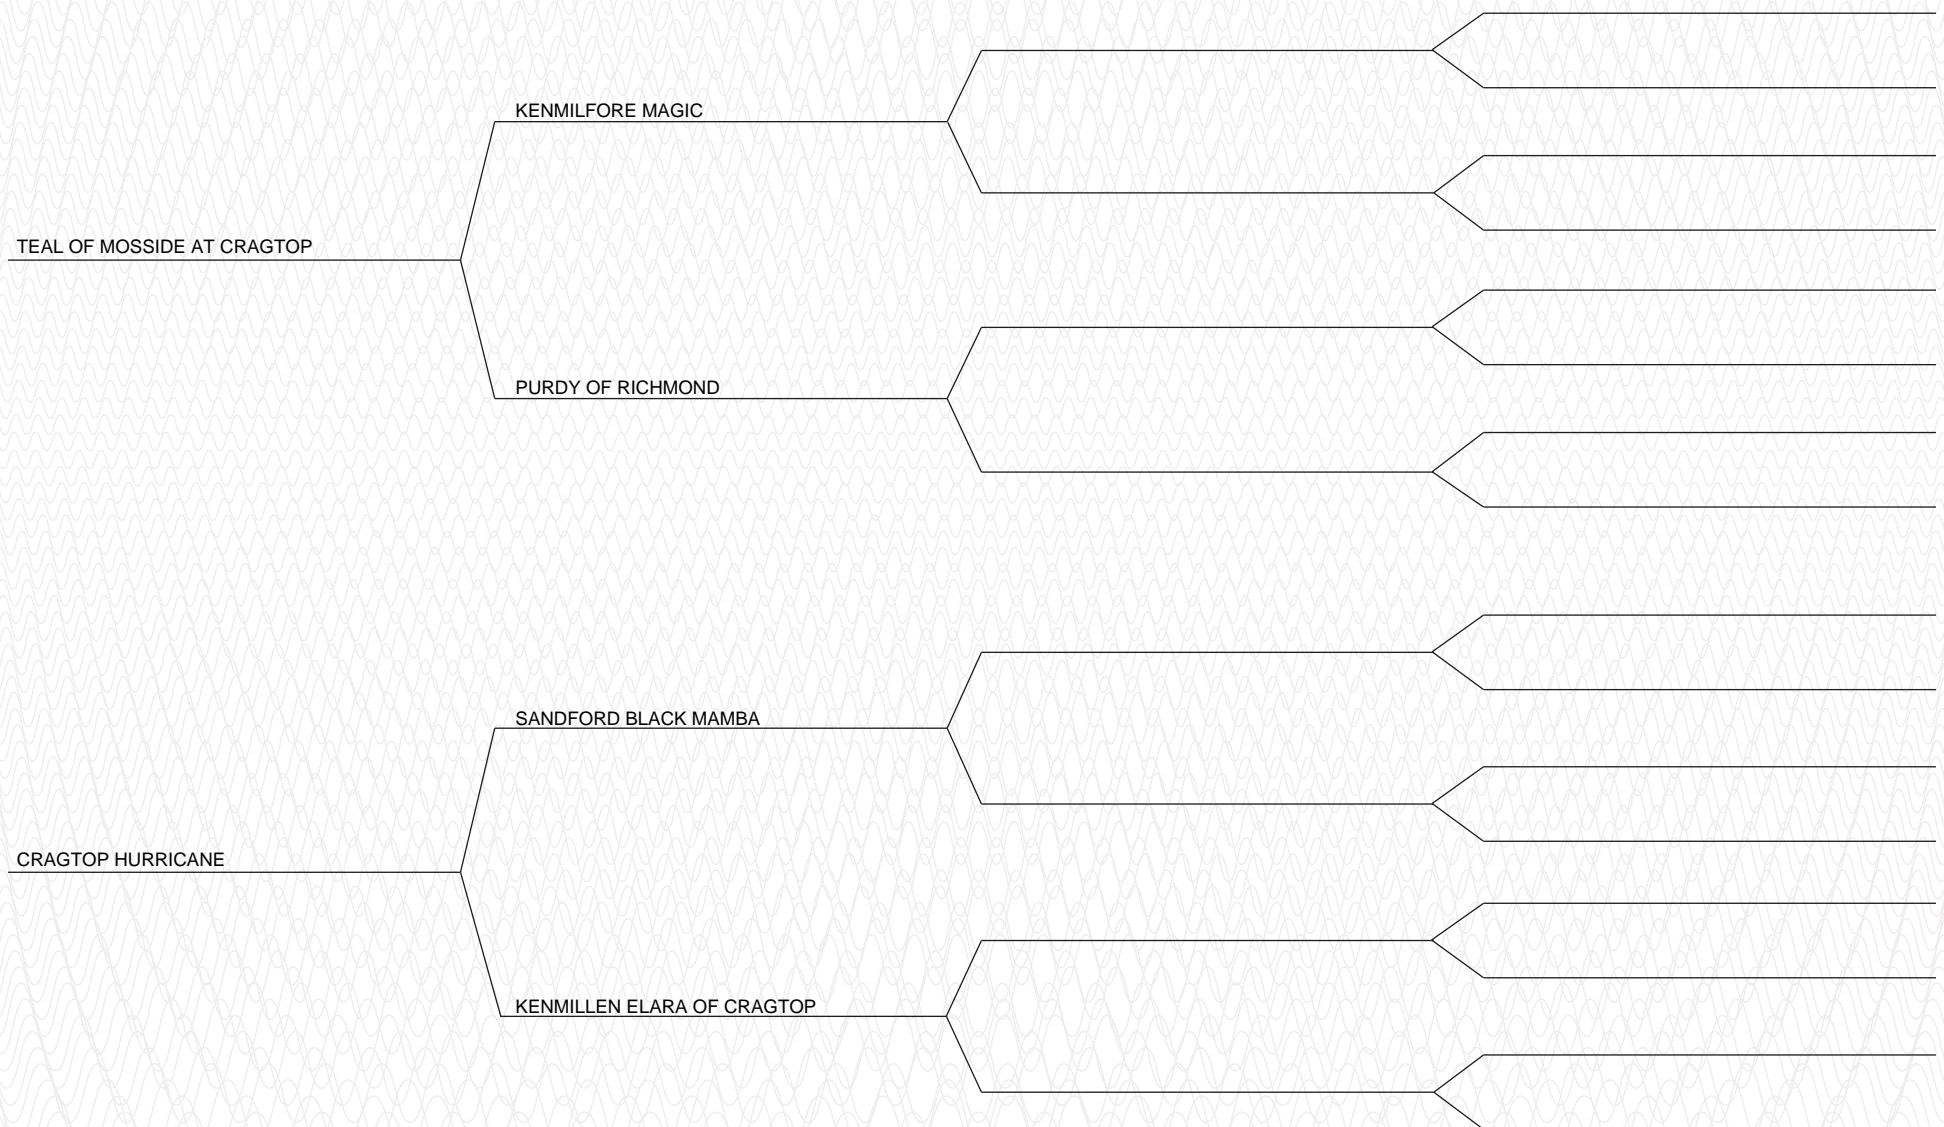 KENMILFORE MAGIC
TEAL OF MOSSIDE AT CRAGTOP
PURDY OF RICHMOND
SANDFORD BLACK MAMBA
CRAGTOP HURRICANE
KENMILLEN ELARA OF CRAGTOP